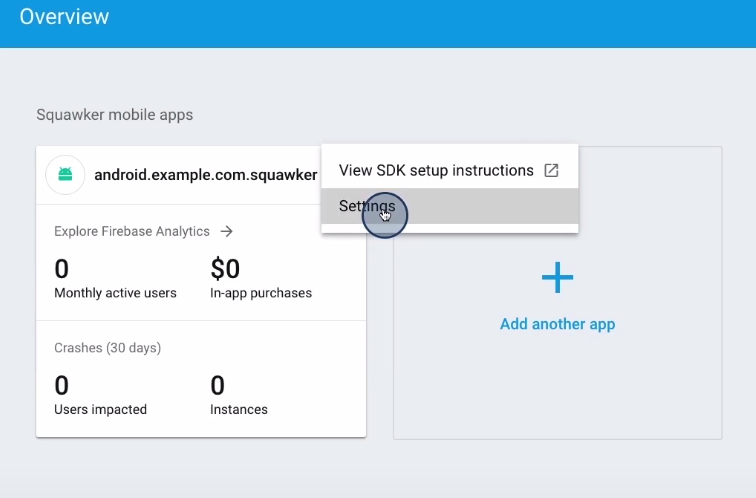 Overview
Squawker mobile apps
android.example.com.squawker
View SDK setup instructions
Settings
Explore Firebase Analytics
0
$0
Monthly active users
In-app purchases
Add another app
Crashes (30 days)
0
0
Users impacted
Instances